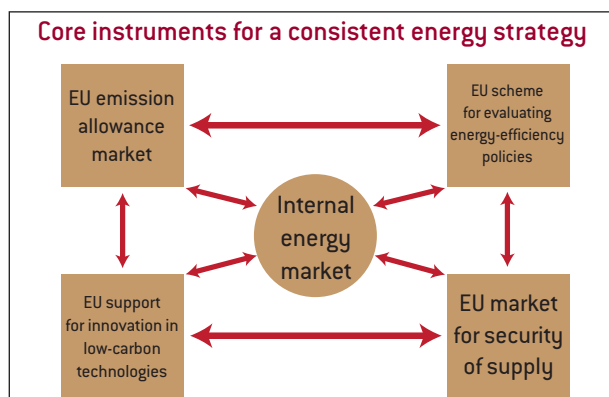 Core instruments for a consistent energy strategy
EU emission
allowance
market
EU scheme
for evaluating
energy-efficiency
policies
Internal
energy
market
EU support
for innovation in
low-carbon
technologies
EU market
for security
of supply